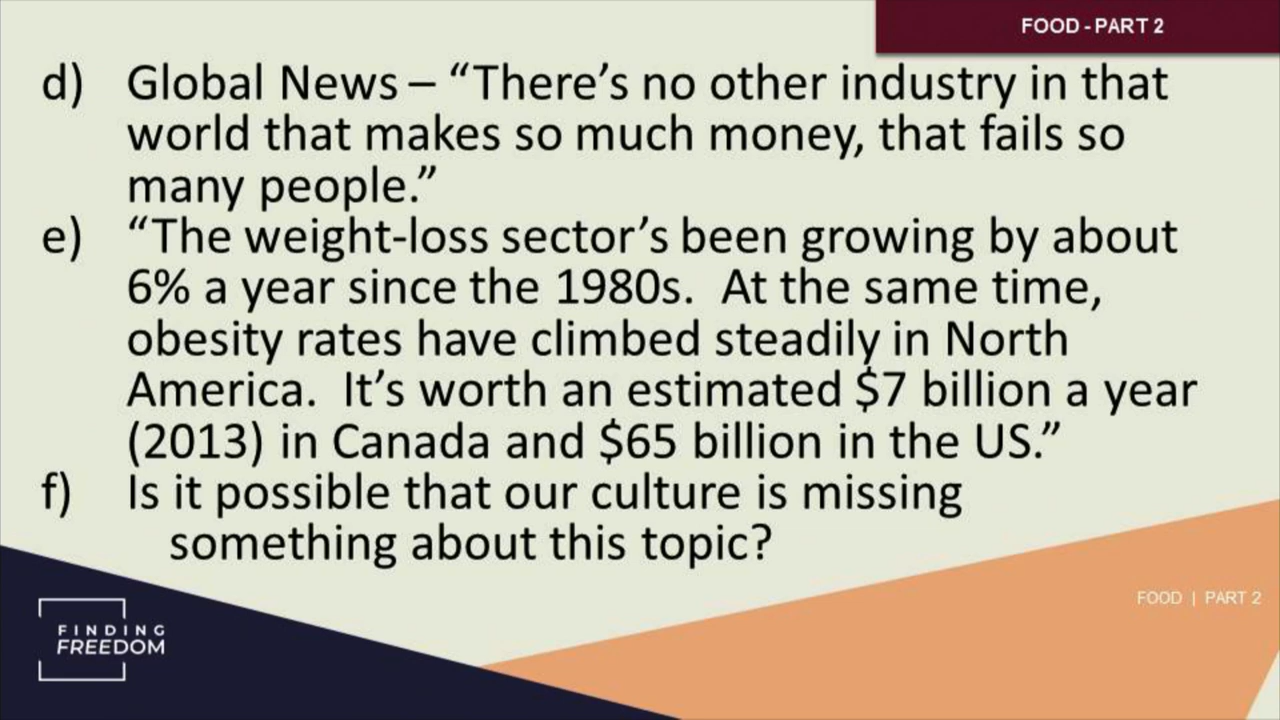 FOOD - PART 2
d) Global News – “There’s no other industry in that
world that makes so much money, that fails so
many people.”
e) “The weight-loss sector’s been growing by about
6% a year since the 1980s.  At the same time,
obesity rates have climbed steadily in North
America.  It’s worth an estimated $7 billion a year
(2013) in Canada and $65 billion in the US.”
f) Is it possible that our culture is missing
something about this topic?
FOOD | PART 2
FINDING
FREEDOM